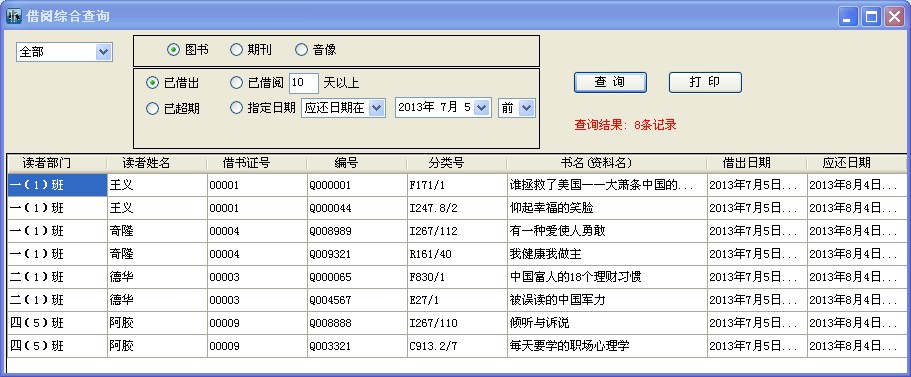 借阅综合查询
全部
图书 期刊 音像
已借出 已借阅 10 天以上
已超期 指定日期 应还日期在 2013年 7月 5 前
查 询 打 印
查询结果: 8条记录
读者部门 读者姓名 借书证号 编号 分类号 书名(资料名) 借出日期 应还日期
一(1)班 王义 00001 Q000001 F171/1 谁拯救了美国一一大萧条中国的... 2013年7月5日... 2013年8月4日...
一(1)班 王义 00001 Q000044 I247.8/2 仰起幸福的笑脸 2013年7月5日... 2013年8月4日...
一(1)班 奇隆 00004 Q008989 I267/112 有一种爱使人勇敢 2013年7月5日... 2013年8月4日...
一(1)班 奇隆 00004 Q009321 R161/40 我健康我做主 2013年7月5日... 2013年8月4日...
二(1)班 德华 00003 Q000065 F830/1 中国富人的18个理财习惯 2013年7月5日... 2013年8月4日...
二(1)班 德华 00003 Q004567 E27/1 被误读的中国军力 2013年7月5日... 2013年8月4日...
四(5)班 阿胶 00009 Q008888 I267/110 倾听与诉说 2013年7月5日... 2013年8月4日...
四(5)班 阿胶 00009 Q003321 C913.2/7 每天要学的职场心理学 2013年7月5日... 2013年8月4日...